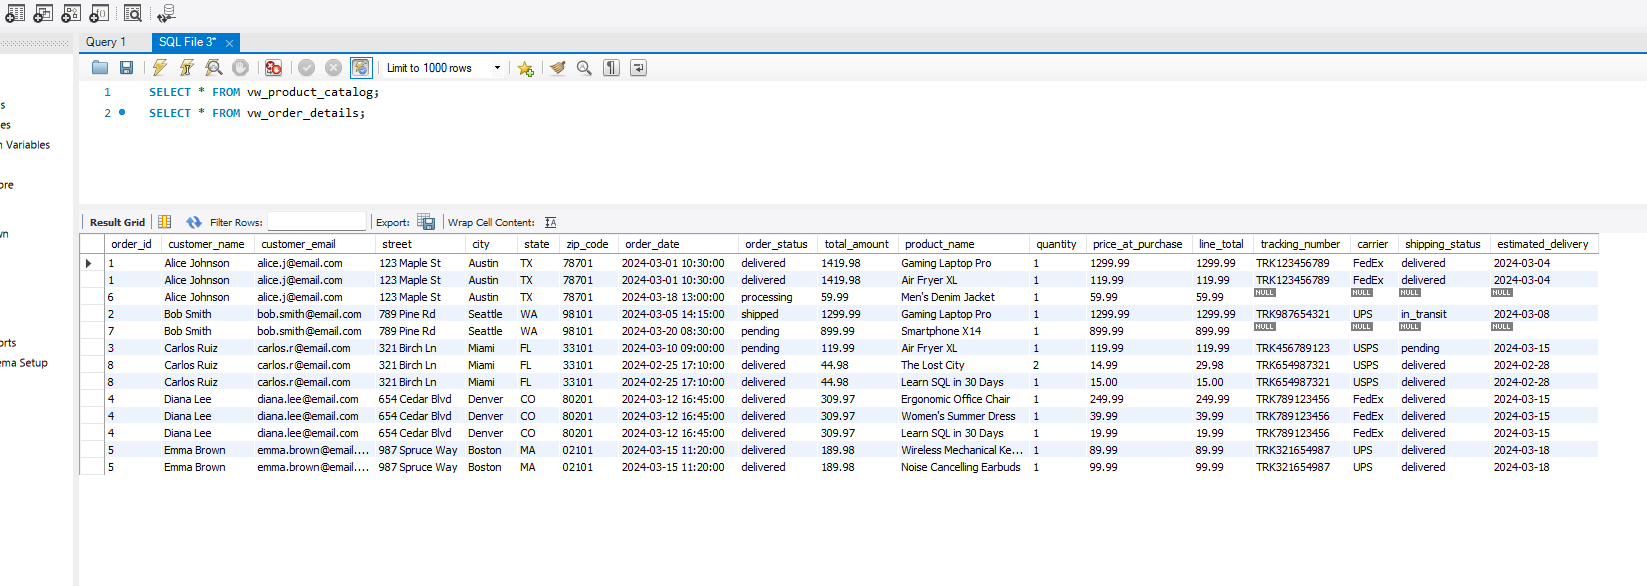 Query 1 SQL File 3*
Limit to 1000 rows
1 SELECT * FROM vw_product_catalog;
2 SELECT * FROM vw_order_details;
s
es
n Variables
ore
wn
orts
ema Setup
Result Grid Filter Rows: Export: Wrap Cell Content:
order_id customer_name customer_email street city state zip_code order_date order_status total_amount product_name quantity price_at_purchase line_total tracking_number carrier shipping_status estimated_delivery
1 Alice Johnson alice.j@email.com 123 Maple St Austin TX 78701 2024-03-01 10:30:00 delivered 1419.98 Gaming Laptop Pro 1 1299.99 1299.99 TRK123456789 FedEx delivered 2024-03-04
1 Alice Johnson alice.j@email.com 123 Maple St Austin TX 78701 2024-03-01 10:30:00 delivered 1419.98 Air Fryer XL 1 119.99 119.99 TRK123456789 FedEx delivered 2024-03-04
6 Alice Johnson alice.j@email.com 123 Maple St Austin TX 78701 2024-03-18 13:00:00 processing 59.99 Men's Denim Jacket 1 59.99 59.99 NULL NULL NULL NULL
2 Bob Smith bob.smith@email.com 789 Pine Rd Seattle WA 98101 2024-03-05 14:15:00 shipped 1299.99 Gaming Laptop Pro 1 1299.99 1299.99 TRK987654321 UPS in_transit 2024-03-08
7 Bob Smith bob.smith@email.com 789 Pine Rd Seattle WA 98101 2024-03-20 08:30:00 pending 899.99 Smartphone X14 1 899.99 899.99 NULL NULL NULL NULL
3 Carlos Ruiz carlos.r@email.com 321 Birch Ln Miami FL 33101 2024-03-10 09:00:00 pending 119.99 Air Fryer XL 1 119.99 119.99 TRK456789123 USPS pending 2024-03-15
8 Carlos Ruiz carlos.r@email.com 321 Birch Ln Miami FL 33101 2024-02-25 17:10:00 delivered 44.98 The Lost City 2 14.99 29.98 TRK654987321 USPS delivered 2024-02-28
8 Carlos Ruiz carlos.r@email.com 321 Birch Ln Miami FL 33101 2024-02-25 17:10:00 delivered 44.98 Learn SQL in 30 Days 1 15.00 15.00 TRK654987321 USPS delivered 2024-02-28
4 Diana Lee diana.lee@email.com 654 Cedar Blvd Denver CO 80201 2024-03-12 16:45:00 delivered 309.97 Ergonomic Office Chair 1 249.99 249.99 TRK789123456 FedEx delivered 2024-03-15
4 Diana Lee diana.lee@email.com 654 Cedar Blvd Denver CO 80201 2024-03-12 16:45:00 delivered 309.97 Women's Summer Dress 1 39.99 39.99 TRK789123456 FedEx delivered 2024-03-15
4 Diana Lee diana.lee@email.com 654 Cedar Blvd Denver CO 80201 2024-03-12 16:45:00 delivered 309.97 Learn SQL in 30 Days 1 19.99 19.99 TRK789123456 FedEx delivered 2024-03-15
5 Emma Brown emma.brown@email.... 987 Spruce Way Boston MA 02101 2024-03-15 11:20:00 delivered 189.98 Wireless Mechanical Ke... 1 89.99 89.99 TRK321654987 UPS delivered 2024-03-18
5 Emma Brown emma.brown@email.... 987 Spruce Way Boston MA 02101 2024-03-15 11:20:00 delivered 189.98 Noise Cancelling Earbuds 1 99.99 99.99 TRK321654987 UPS delivered 2024-03-18